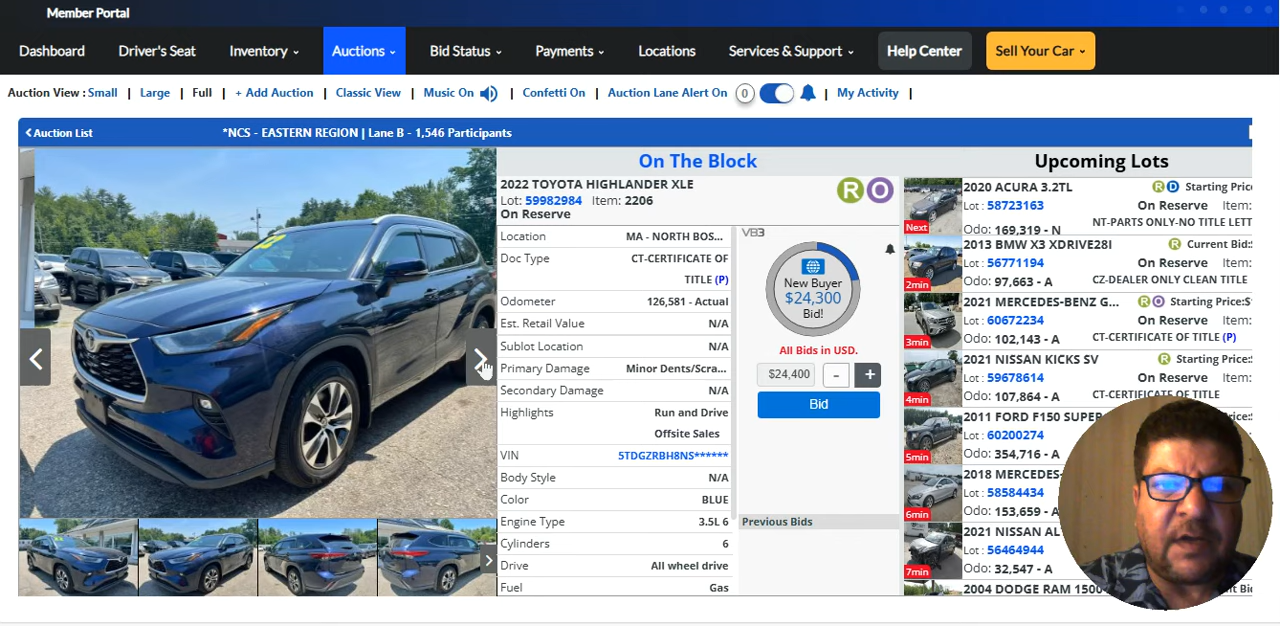 Member Portal
Dashboard Driver's Seat Inventory Auctions Bid Status Payments Locations Services & Support Help Center Sell Your Car
Auction View : Small | Large | Full | + Add Auction | Classic View | Music On | Confetti On | Auction Lane Alert On 0 | My Activity |
Auction List *NCS - EASTERN REGION | Lane B - 1,546 Participants
On The Block
2022 TOYOTA HIGHLANDER XLE R O
Lot: 59982984 Item: 2206
On Reserve
Location MA - NORTH BOS...
Doc Type CT-CERTIFICATE OF
TITLE (P)
Odometer 126,581 - Actual
Est. Retail Value N/A
Sublot Location N/A
Primary Damage Minor Dents/Scra...
Secondary Damage N/A
Highlights Run and Drive
Offsite Sales
VIN 5TDGZRBH8NS******
Body Style N/A
Color BLUE
Engine Type 3.5L 6
Cylinders 6
Drive All wheel drive
Fuel Gas
VB3
New Buyer
$24,300
Bid!
All Bids in USD.
$24,400 - +
Bid
Previous Bids
Upcoming Lots
2020 ACURA 3.2TL R D Starting Price
Lot : 58723163 On Reserve Item:
Next Odo: 169,319 - N NT-PARTS ONLY-NO TITLE LETT
2013 BMW X3 XDRIVE28I R Current Bid:
Lot : 56771194 On Reserve Item:
2min Odo: 97,663 - A CZ-DEALER ONLY CLEAN TITLE
2021 MERCEDES-BENZ G... R O Starting Price:$
Lot : 60672234 On Reserve Item:
3min Odo: 102,143 - A CT-CERTIFICATE OF TITLE (P)
2021 NISSAN KICKS SV R Starting Price:
Lot : 59678614 On Reserve Item:
4min Odo: 107,864 - A CT-CERTIFICATE OF TITLE
2011 FORD F150 SUPER
Lot : 60200274
5min Odo: 354,716 - A
2018 MERCEDES-
Lot : 58584434
6min Odo: 153,659 - A
2021 NISSAN AL
Lot : 56464944
7min Odo: 32,547 - A
2004 DODGE RAM 1500